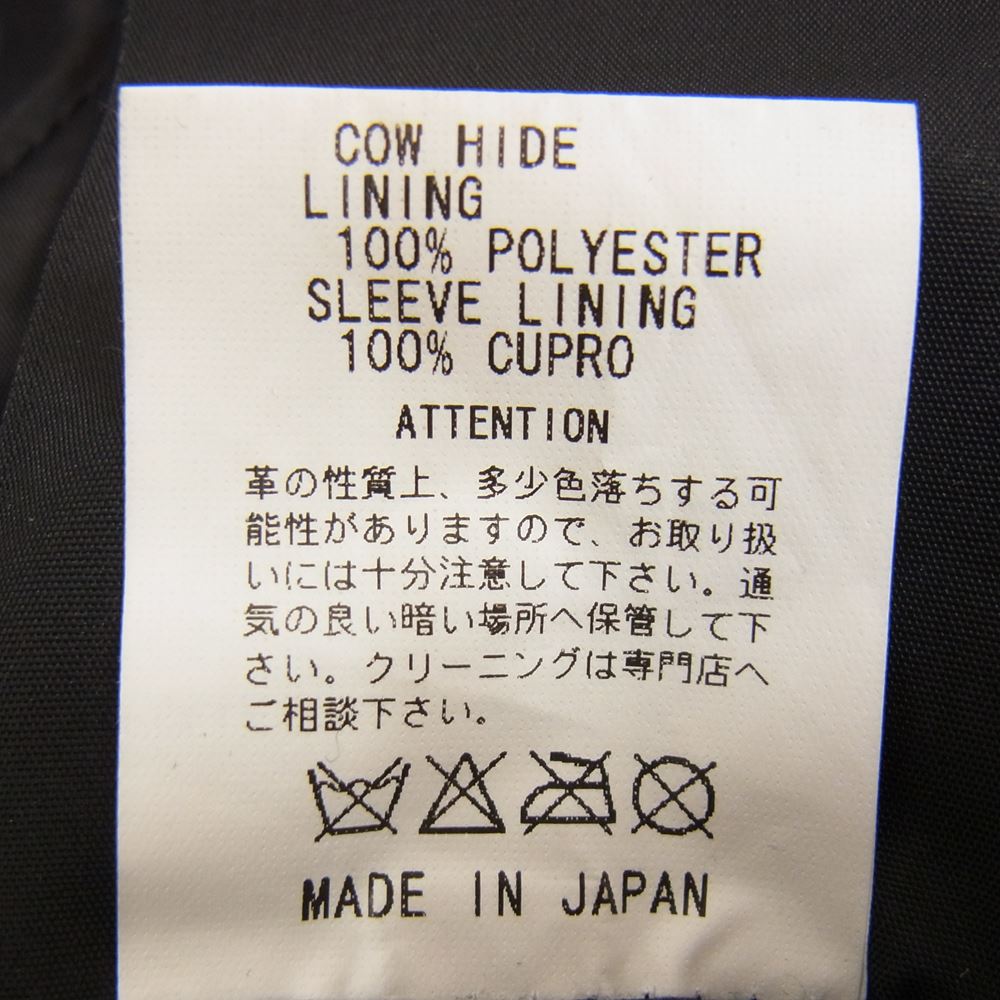 COW HIDE
LINING
100% POLYESTER
SLEEVE LINING
100% CUPRO
ATTENTION
革の性質上、多少色落ちする可
能性がありますので、お取り扱
いには十分注意して下さい。通
気の良い暗い場所へ保管して下
さい。クリーニングは専門店へ
ご相談下さい。
MADE IN JAPAN